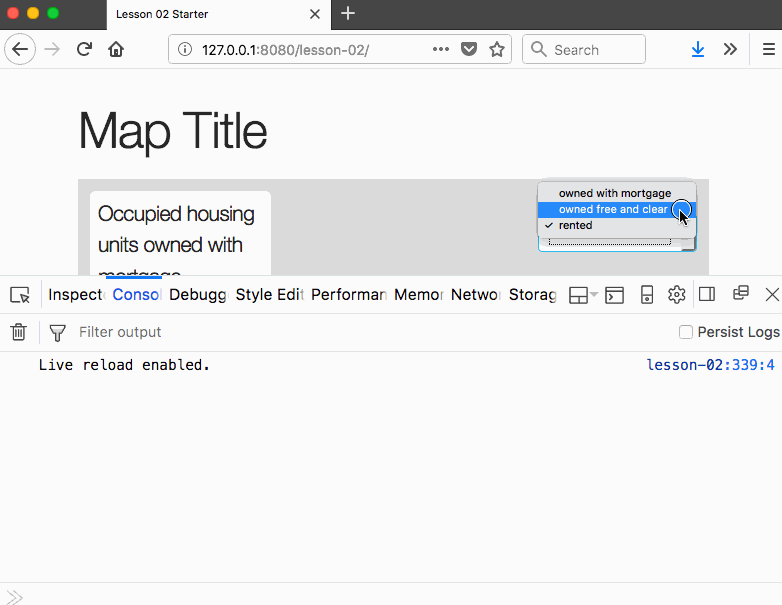 Lesson 02 Starter
127.0.0.1:8080/lesson-02/
Search
Map Title
Occupied housing
units owned with
mortgage
owned with mortgage
owned free and clear
✓ rented
Inspect Consol Debugg Style Edit Performan Memor Netwo Storag
Filter output
Persist Logs
Live reload enabled. lesson-02:339:4